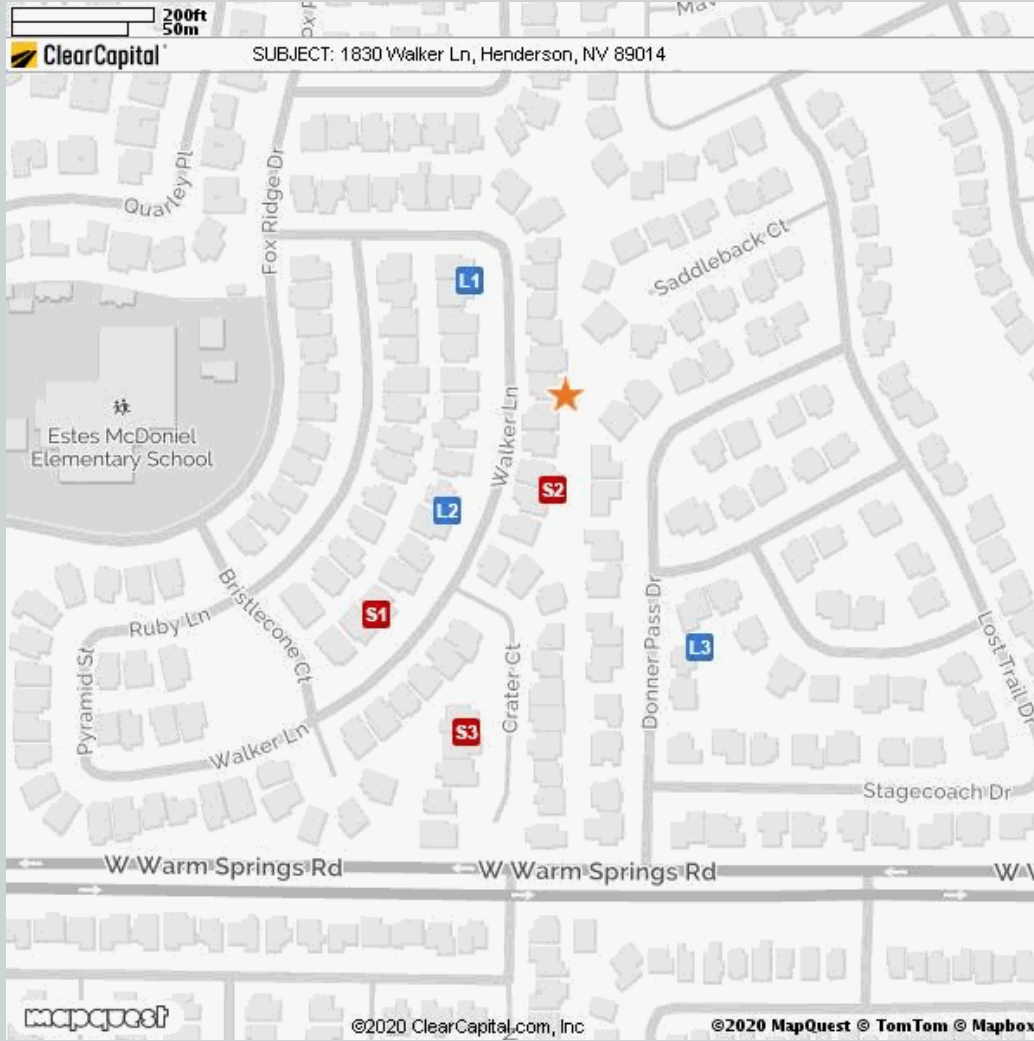 Ma
200ft
50m
ClearCapital
SUBJECT: 1830 Walker Ln, Henderson, NV 89014
Quarley Pl
Fox Ridge Dr
Saddleback Ct
L1
Estes McDoniel
Elementary School
Walker Ln
S2
L2
Bristlecone Ct
S1
Ruby Ln
Donner Pass Dr
L3
Lost Trail D
Pyramid St
Crater Ct
S3
Walker Ln
Stagecoach Dr
W Warm Springs Rd
W Warm Springs Rd
mapquest
©2020 ClearCapital.com, Inc
©2020 MapQuest © TomTom © Mapbox